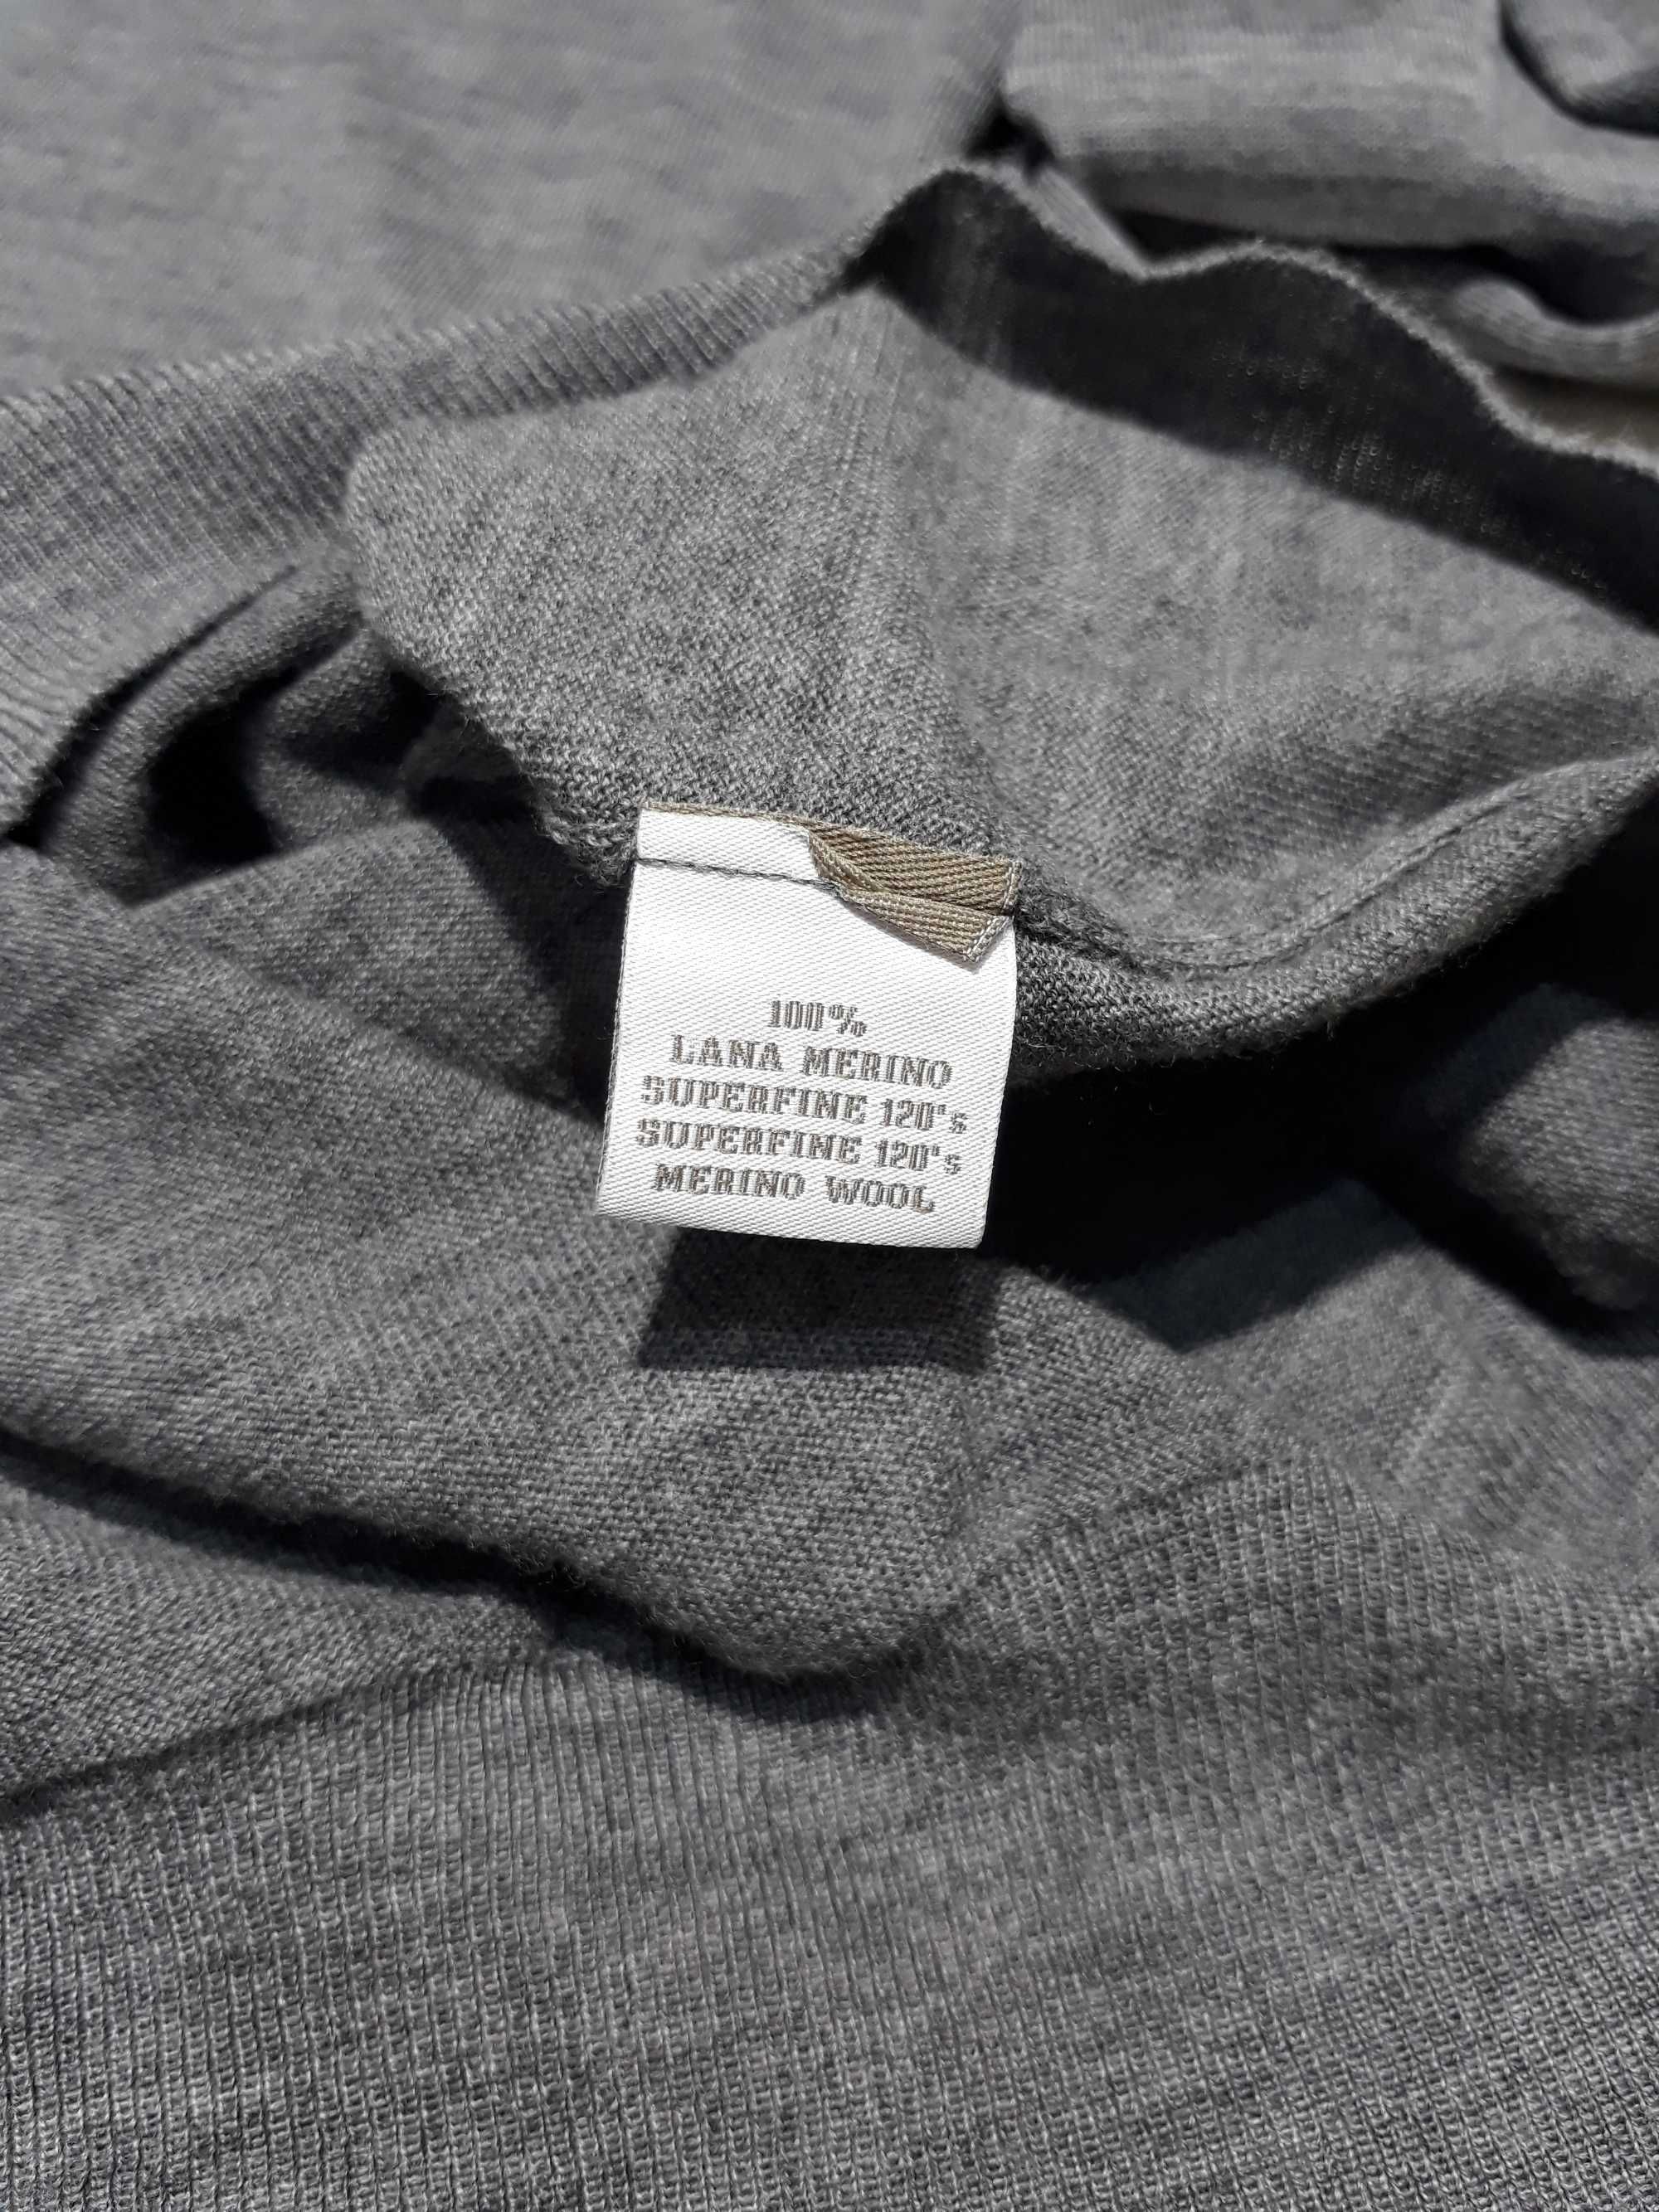 100%
LANA MERINO
SUPERFINE 120's
SUPERFINE 120's
MERINO WOOL